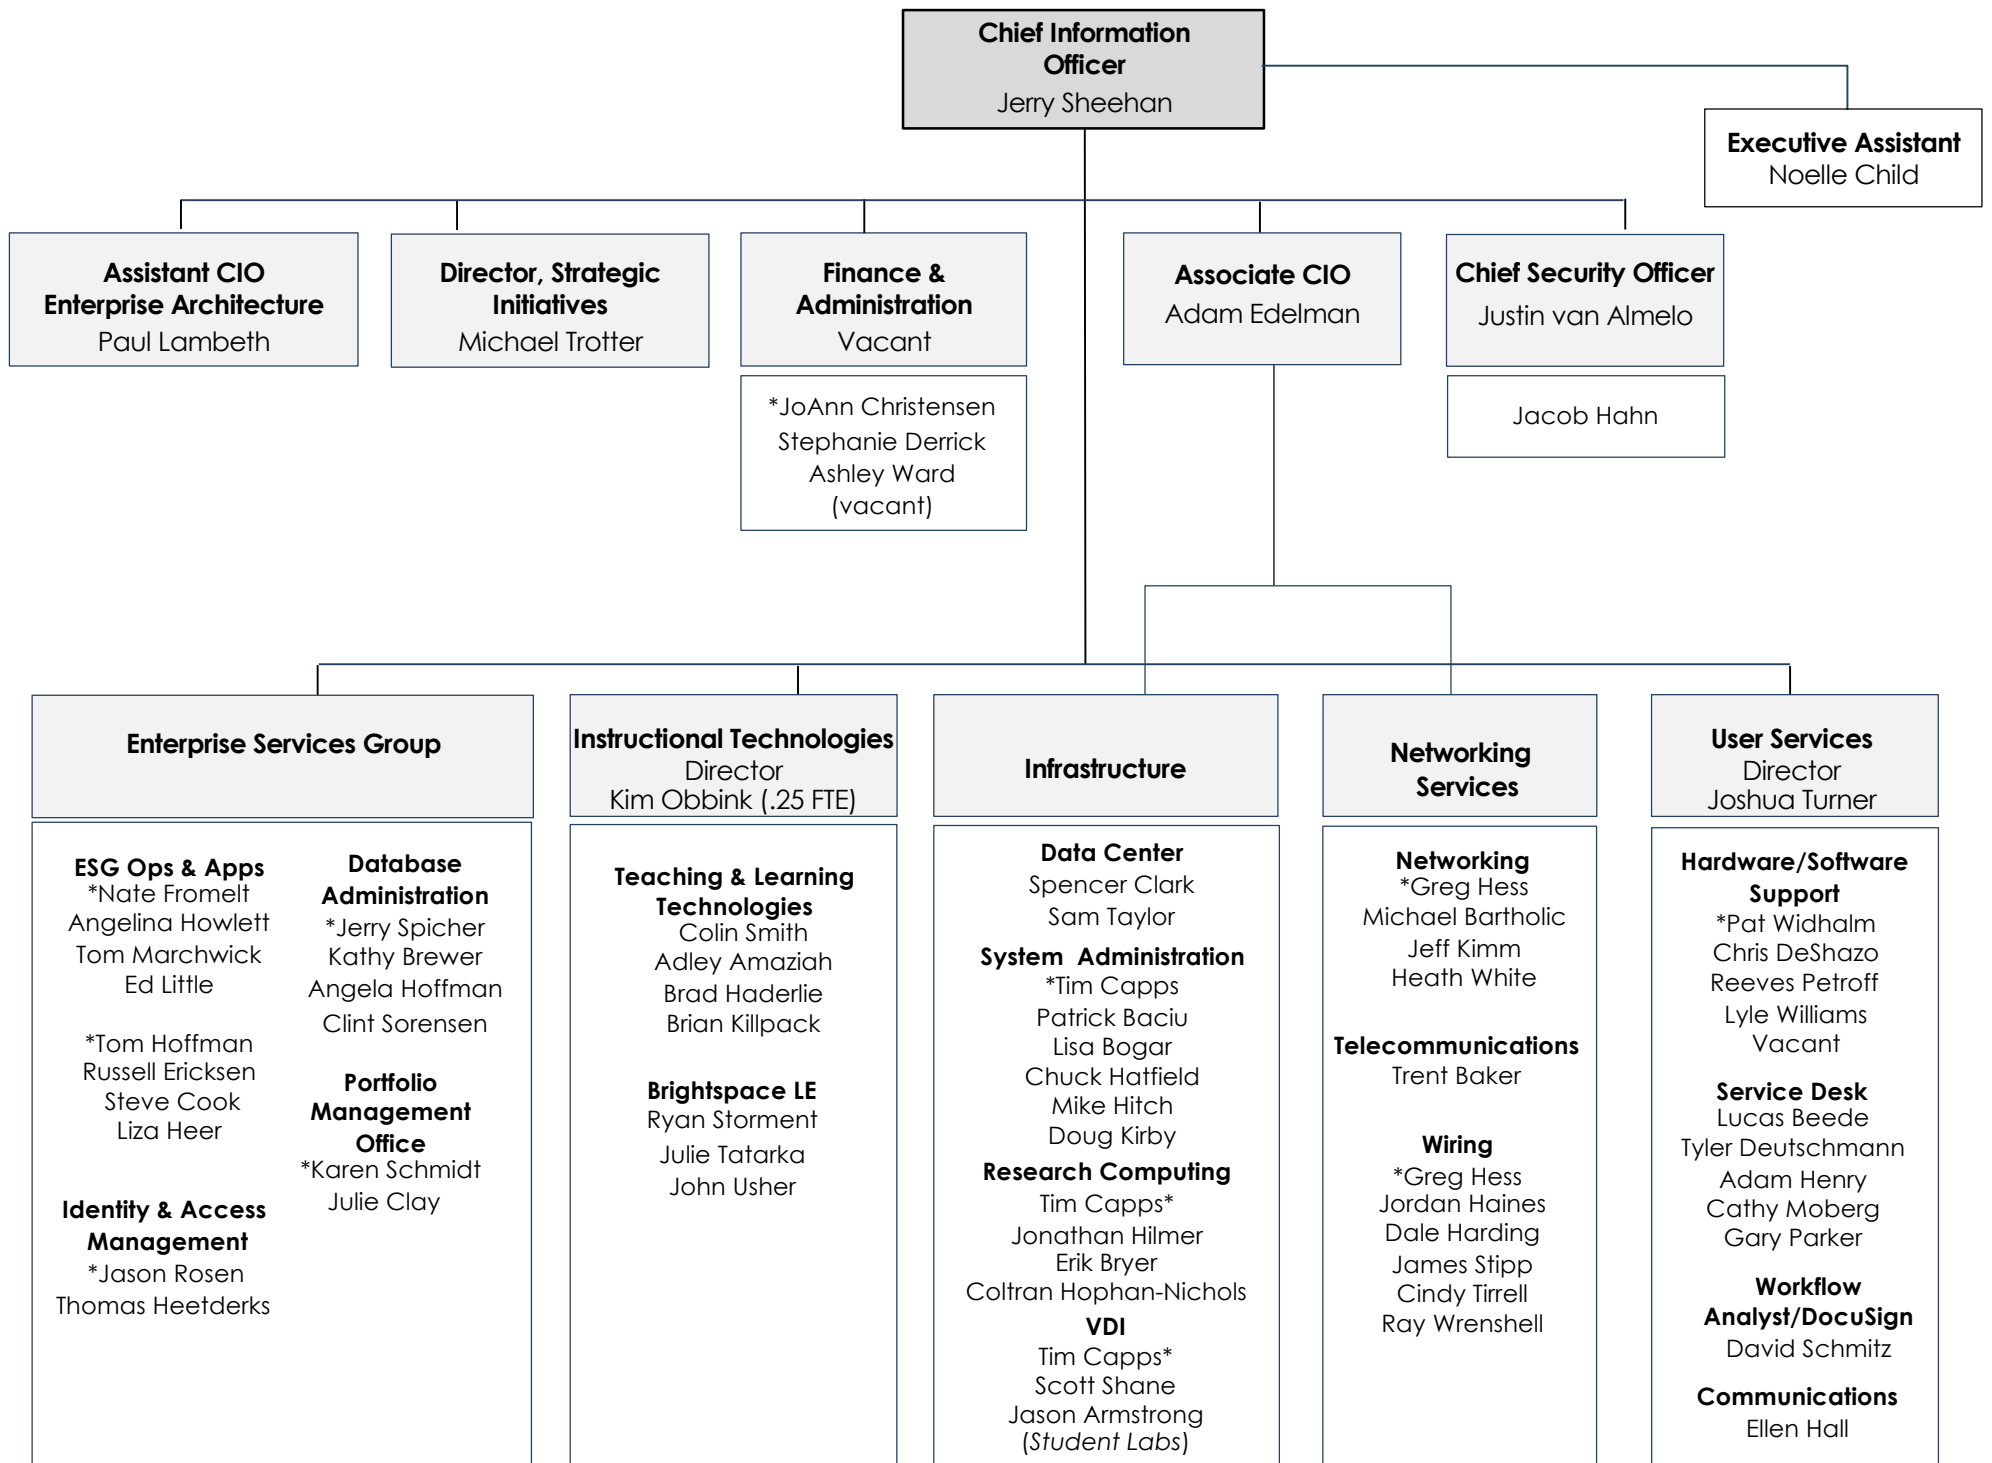 Chief Information
Officer
Jerry Sheehan
Executive Assistant
Noelle Child
Assistant CIO
Enterprise Architecture
Paul Lambeth
Director, Strategic
Initiatives
Michael Trotter
Finance &
Administration
Vacant
*JoAnn Christensen
Stephanie Derrick
Ashley Ward
(vacant)
Associate CIO
Adam Edelman
Chief Security Officer
Justin van Almelo
Jacob Hahn
Enterprise Services Group
ESG Ops & Apps
*Nate Fromelt
Angelina Howlett
Tom Marchwick
Ed Little
*Tom Hoffman
Russell Ericksen
Steve Cook
Liza Heer
Identity & Access
Management
*Jason Rosen
Thomas Heetderks
Database
Administration
*Jerry Spicher
Kathy Brewer
Angela Hoffman
Clint Sorensen
Portfolio
Management
Office
*Karen Schmidt
Julie Clay
Instructional Technologies
Director
Kim Obbink (.25 FTE)
Teaching & Learning
Technologies
Colin Smith
Adley Amaziah
Brad Haderlie
Brian Killpack
Brightspace LE
Ryan Storment
Julie Tatarka
John Usher
Infrastructure
Data Center
Spencer Clark
Sam Taylor
System Administration
*Tim Capps
Patrick Baciu
Lisa Bogar
Chuck Hatfield
Mike Hitch
Doug Kirby
Research Computing
Tim Capps*
Jonathan Hilmer
Erik Bryer
Coltran Hophan-Nichols
VDI
Tim Capps*
Scott Shane
Jason Armstrong
(Student Labs)
Networking
Services
Networking
*Greg Hess
Michael Bartholic
Jeff Kimm
Heath White
Telecommunications
Trent Baker
Wiring
*Greg Hess
Jordan Haines
Dale Harding
James Stipp
Cindy Tirrell
Ray Wrenshell
User Services
Director
Joshua Turner
Hardware/Software
Support
*Pat Widhalm
Chris DeShazo
Reeves Petroff
Lyle Williams
Vacant
Service Desk
Lucas Beede
Tyler Deutschmann
Adam Henry
Cathy Moberg
Gary Parker
Workflow
Analyst/DocuSign
David Schmitz
Communications
Ellen Hall